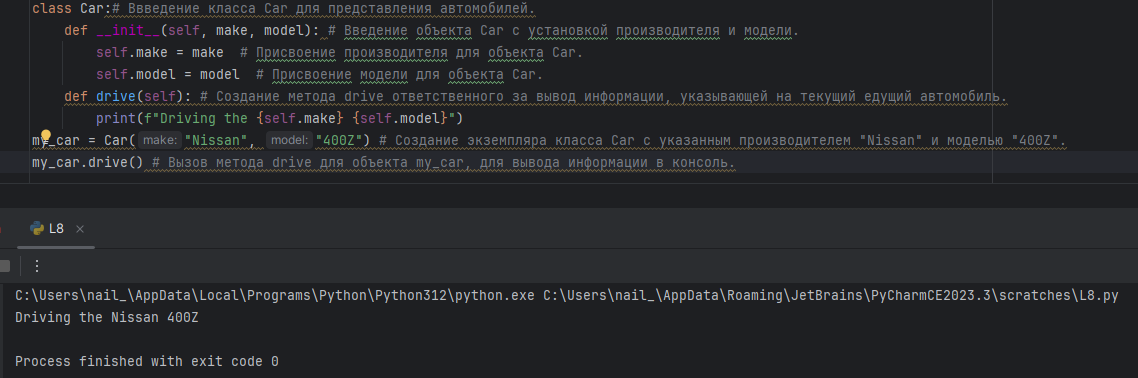 class Car:# Ввведение класса Car для представления автомобилей.
    def __init__(self, make, model): # Введение объекта Car с установкой производителя и модели.
        self.make = make  # Присвоение производителя для объекта Car.
        self.model = model  # Присвоение модели для объекта Car.
    def drive(self): # Создание метода drive ответственного за вывод информации, указывающей на текущий едущий автомобиль.
        print(f"Driving the {self.make} {self.model}")
my_car = Car( make: "Nissan", model: "400Z") # Создание экземпляра класса Car с указанным производителем "Nissan" и моделью "400Z".
my_car.drive() # Вызов метода drive для объекта my_car, для вывода информации в консоль.
L8 ×
C:\Users\nail_\AppData\Local\Programs\Python\Python312\python.exe C:\Users\nail_\AppData\Roaming\JetBrains\PyCharmCE2023.3\scratches\L8.py
Driving the Nissan 400Z
Process finished with exit code 0